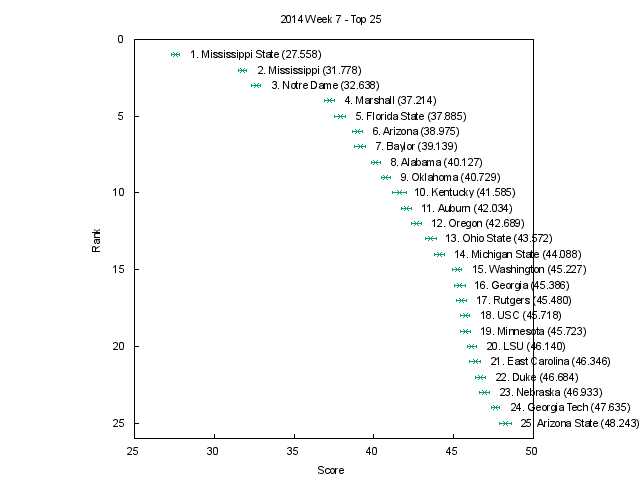 2014 Week 7 - Top 25
0
1. Mississippi State (27.558)
2. Mississippi (31.778)
3. Notre Dame (32.638)
4. Marshall (37.214)
5
5. Florida State (37.885)
6. Arizona (38.975)
7. Baylor (39.139)
8. Alabama (40.127)
9. Oklahoma (40.729)
10
10. Kentucky (41.585)
11. Auburn (42.034)
12. Oregon (42.689)
Rank
13. Ohio State (43.572)
14. Michigan State (44.088)
15
15. Washington (45.227)
16. Georgia (45.386)
17. Rutgers (45.480)
18. USC (45.718)
19. Minnesota (45.723)
20
20. LSU (46.140)
21. East Carolina (46.346)
22. Duke (46.684)
23. Nebraska (46.933)
24. Georgia Tech (47.635)
25
25. Arizona State (48.243)
25 30 35 40 45 50
Score